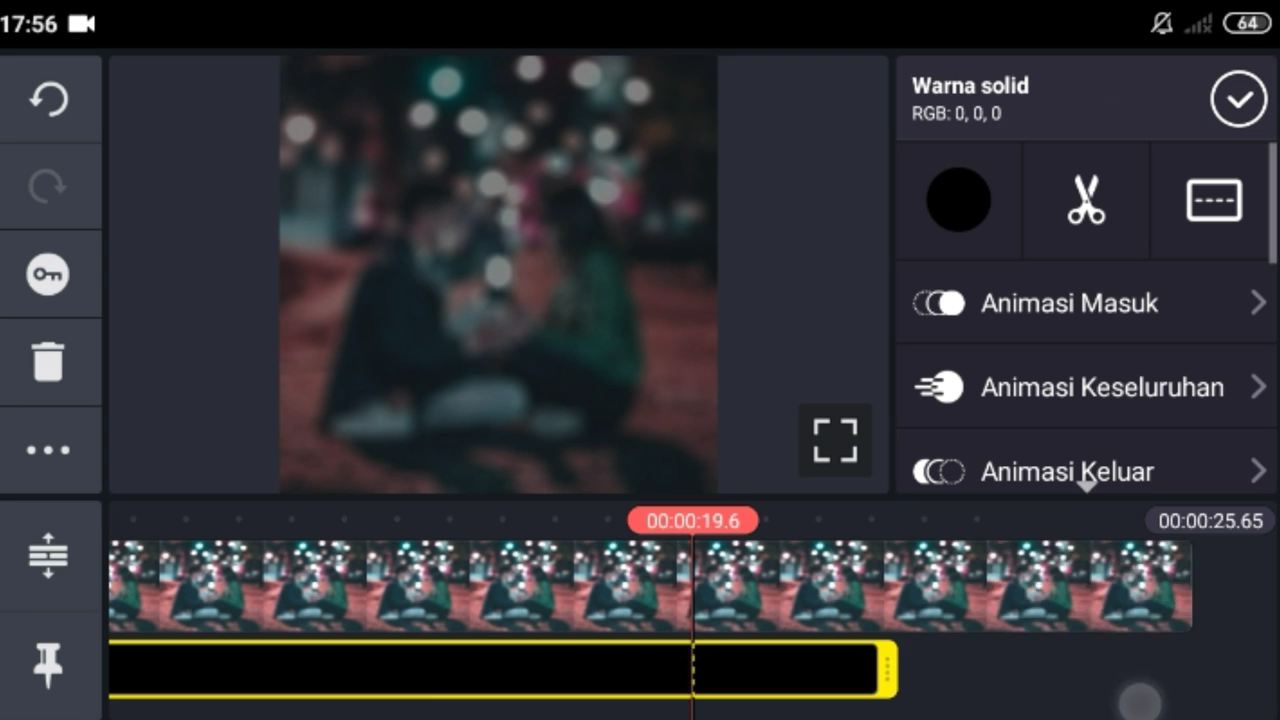 17:56
64
Warna solid
RGB: 0, 0, 0
Animasi Masuk
Animasi Keseluruhan
Animasi Keluar
00:00:19.6
00:00:25.65